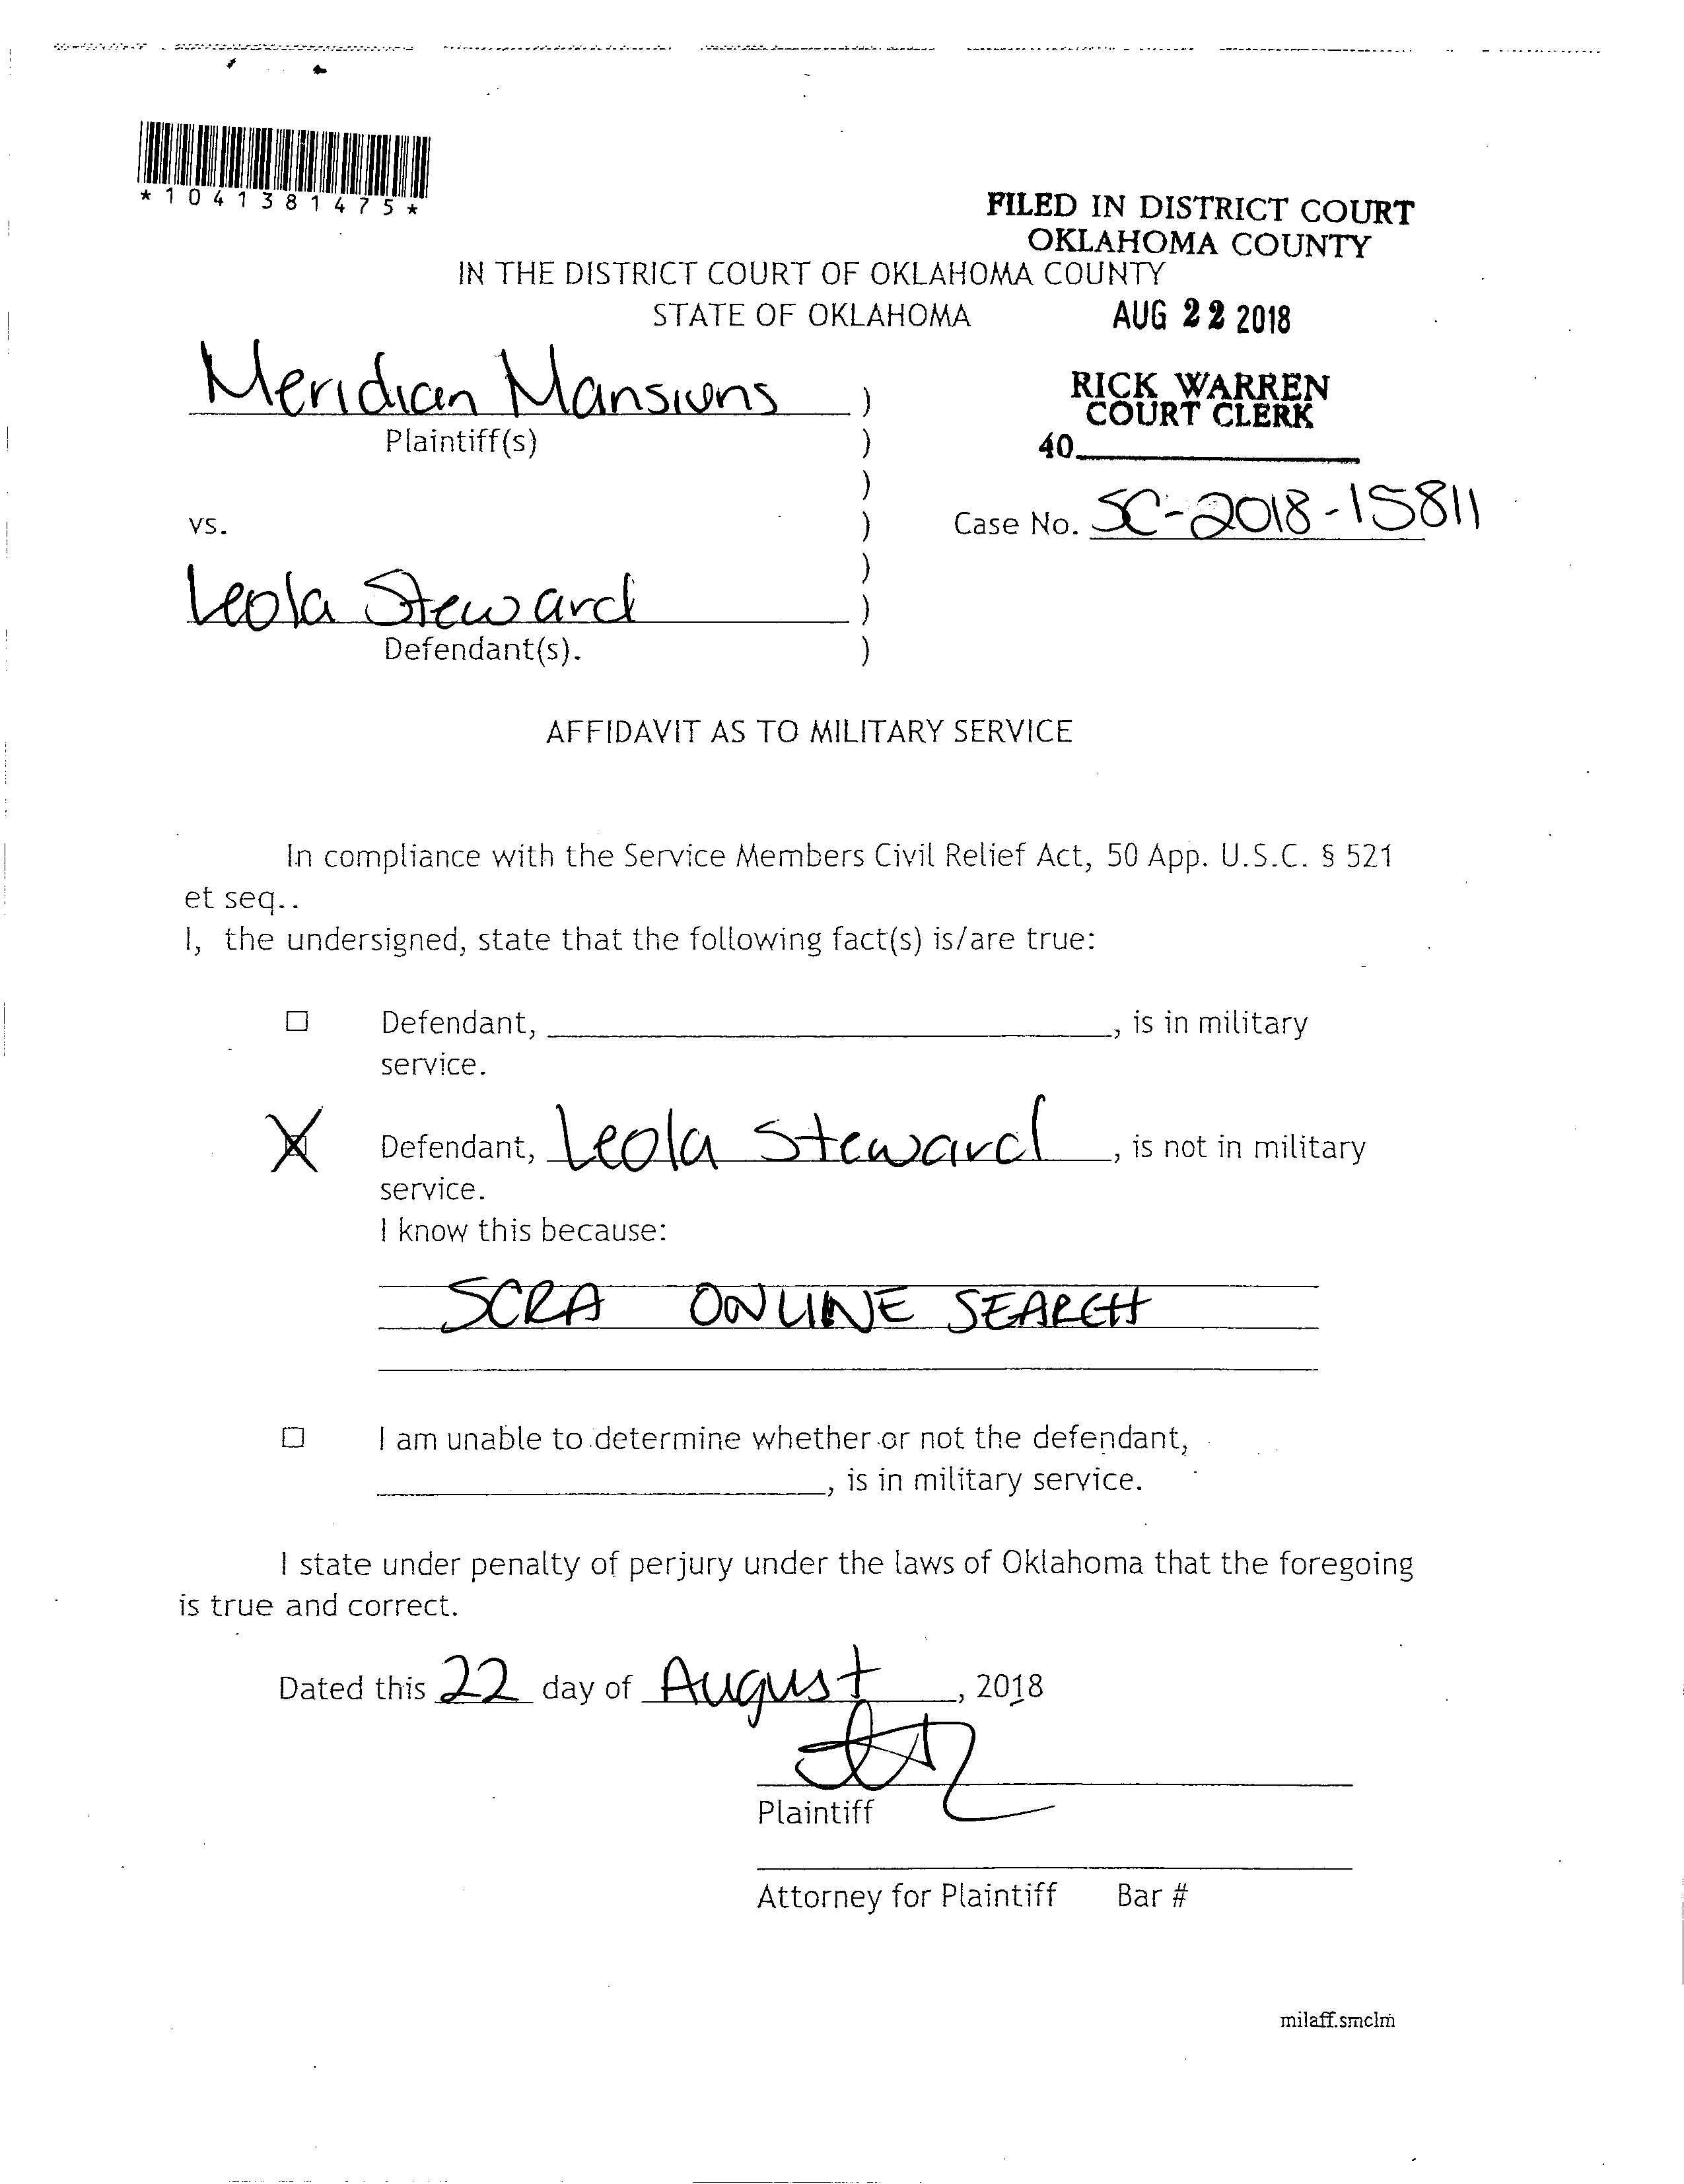 *1041381475*
FILED IN DISTRICT COURT
OKLAHOMA COUNTY
IN THE DISTRICT COURT OF OKLAHOMA COUNTY
STATE OF OKLAHOMA
AUG 22 2018
Meridian Mansions )
RICK WARREN
COURT CLERK
Plaintiff(s) )
40
)
vs. )
Case No. SC-2018-15811
)
Leola Steward )
Defendant(s). )
AFFIDAVIT AS TO MILITARY SERVICE
In compliance with the Service Members Civil Relief Act, 50 App. U.S.C. § 521
et seq..
I, the undersigned, state that the following fact(s) is/are true:
☐ Defendant, , is in military
service.
X Defendant, Leola Steward , is not in military
service.
I know this because:
SCRA ONLINE SEARCH
☐ I am unable to determine whether or not the defendant,
, is in military service.
I state under penalty of perjury under the laws of Oklahoma that the foregoing
is true and correct.
Dated this 22 day of August , 2018
Plaintiff
Attorney for Plaintiff Bar #
milaff.smclm